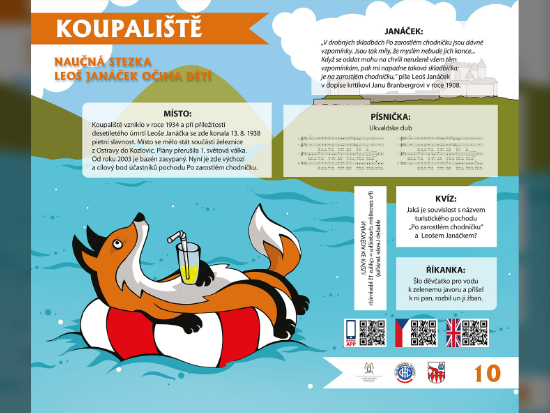 KOUPALIŠTĚ
NAUČNÁ STEZKA
LEOŠ JANÁČEK OČIMA DĚTÍ
JANÁČEK:
„V drobných skladbách Po zarostlém chodníčku jsou dávné
vzpomínky. Jsou tak mily, že myslím nebude jich konce...
Když se oddat mohu na chvíli nerušeně všem těm
vzpomínkám, pak mi napadne taková skladbička:
je na zarostlém chodníčku," píše Leoš Janáček
v dopise kritikovi Janu Branbergrovi v roce 1908.
MÍSTO:
Koupaliště vzniklo v roce 1934 a při příležitosti
desetiletého úmrtí Leoše Janáčka se zde konala 13. 8. 1938
pietní slavnost. Místo se mělo stát součástí železnice
z Ostravy do Kozlovic. Plány přerušila 1. světová válka.
Od roku 2003 je bazén zasypaný. Nyní je zde výchozí
a cílový bod účastníků pochodu Po zarostlém chodníčku.
PÍSNIČKA:
Ukvalské dub
KVÍZ:
Jaká je souvislost s názvem
turistického pochodu
„Po zarostlém chodníčku"
a Leošem Janáčkem?
ŘÍKANKA:
Šlo děvčátko pro vodu
k zelenému javoru a přišel
k ní pan, rozbil un ji žban.
APP
10